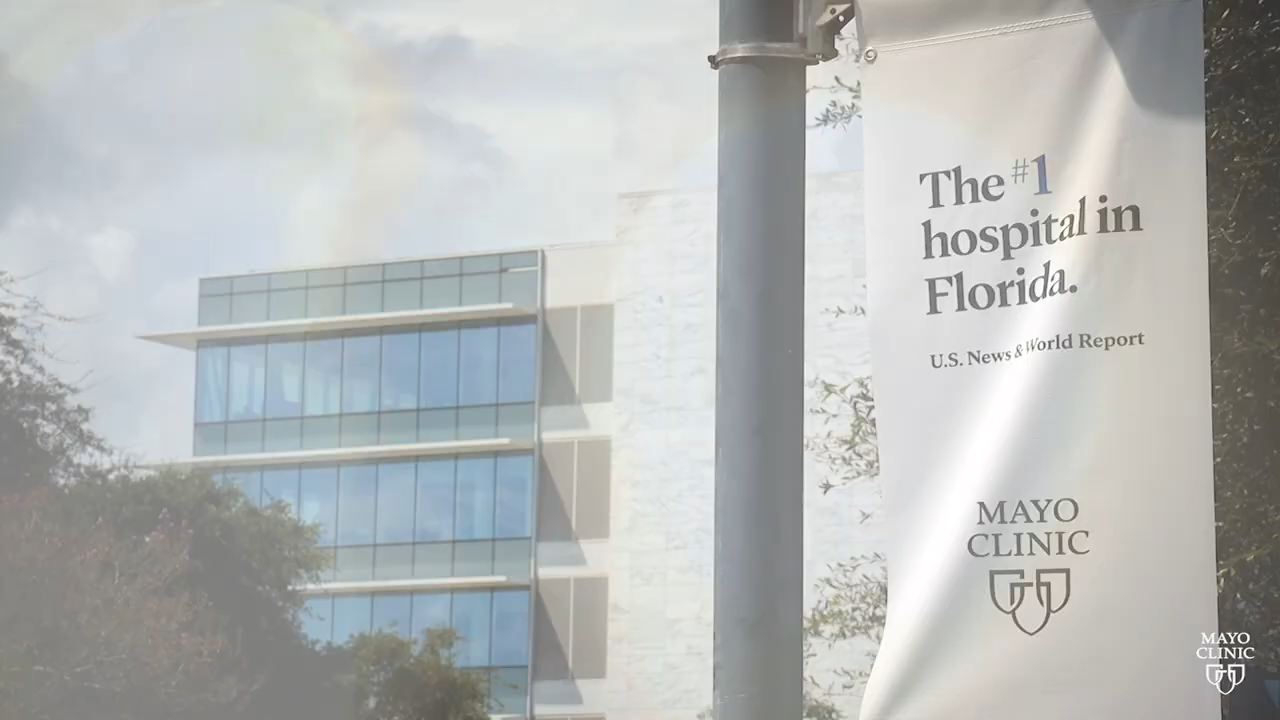 The #1
hospital in
Florida.
U.S. News & World Report
MAYO
CLINIC
MAYO
CLINIC